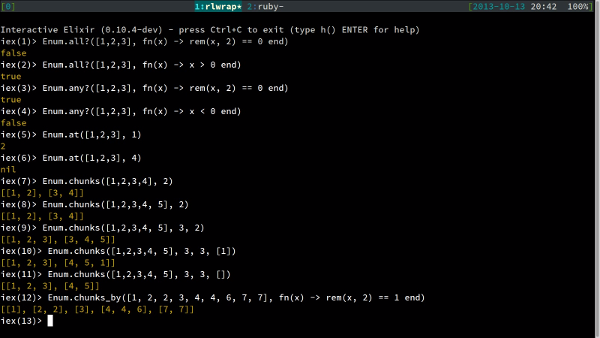 [0] 1:rlwrap* 2:ruby- [2013-10-13 20:42 100%]
Interactive Elixir (0.10.4-dev) - press Ctrl+C to exit (type h() ENTER for help)
iex(1)> Enum.all?([1,2,3], fn(x) -> rem(x, 2) == 0 end)
false
iex(2)> Enum.all?([1,2,3], fn(x) -> x > 0 end)
true
iex(3)> Enum.any?([1,2,3], fn(x) -> rem(x, 2) == 0 end)
true
iex(4)> Enum.any?([1,2,3], fn(x) -> x < 0 end)
false
iex(5)> Enum.at([1,2,3], 1)
2
iex(6)> Enum.at([1,2,3], 4)
nil
iex(7)> Enum.chunks([1,2,3,4], 2)
[[1, 2], [3, 4]]
iex(8)> Enum.chunks([1,2,3,4, 5], 2)
[[1, 2], [3, 4]]
iex(9)> Enum.chunks([1,2,3,4, 5], 3, 2)
[[1, 2, 3], [3, 4, 5]]
iex(10)> Enum.chunks([1,2,3,4, 5], 3, 3, [1])
[[1, 2, 3], [4, 5, 1]]
iex(11)> Enum.chunks([1,2,3,4, 5], 3, 3, [])
[[1, 2, 3], [4, 5]]
iex(12)> Enum.chunks_by([1, 2, 2, 3, 4, 4, 6, 7, 7], fn(x) -> rem(x, 2) == 1 end)
[[1], [2, 2], [3], [4, 4, 6], [7, 7]]
iex(13)>